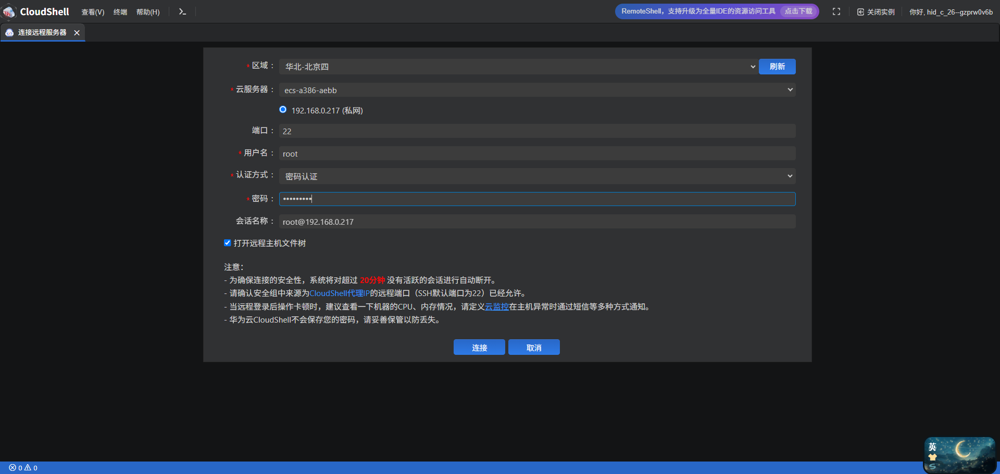 CloudShell 查看(V) 终端 帮助(H) RemoteShell，支持升级为全量IDE的资源访问工具 点击下载 关闭实例 你好, hid_c_26--gzprw0v6b
连接远程服务器
* 区域： 华北-北京四 刷新
* 云服务器： ecs-a386-aebb
192.168.0.217 (私网)
端口： 22
* 用户名： root
* 认证方式： 密码认证
* 密码： •••••••••
会话名称： root@192.168.0.217
打开远程主机文件树
注意：
- 为确保连接的安全性，系统将对超过 20分钟 没有活跃的会话进行自动断开。
- 请确认安全组中来源为CloudShell代理IP的远程端口（SSH默认端口为22）已经允许。
- 当远程登录后操作卡顿时，建议查看一下机器的CPU、内存情况，请定义云监控在主机异常时通过短信等多种方式通知。
- 华为云CloudShell不会保存您的密码，请妥善保管以防丢失。
连接 取消
英
S
0 0